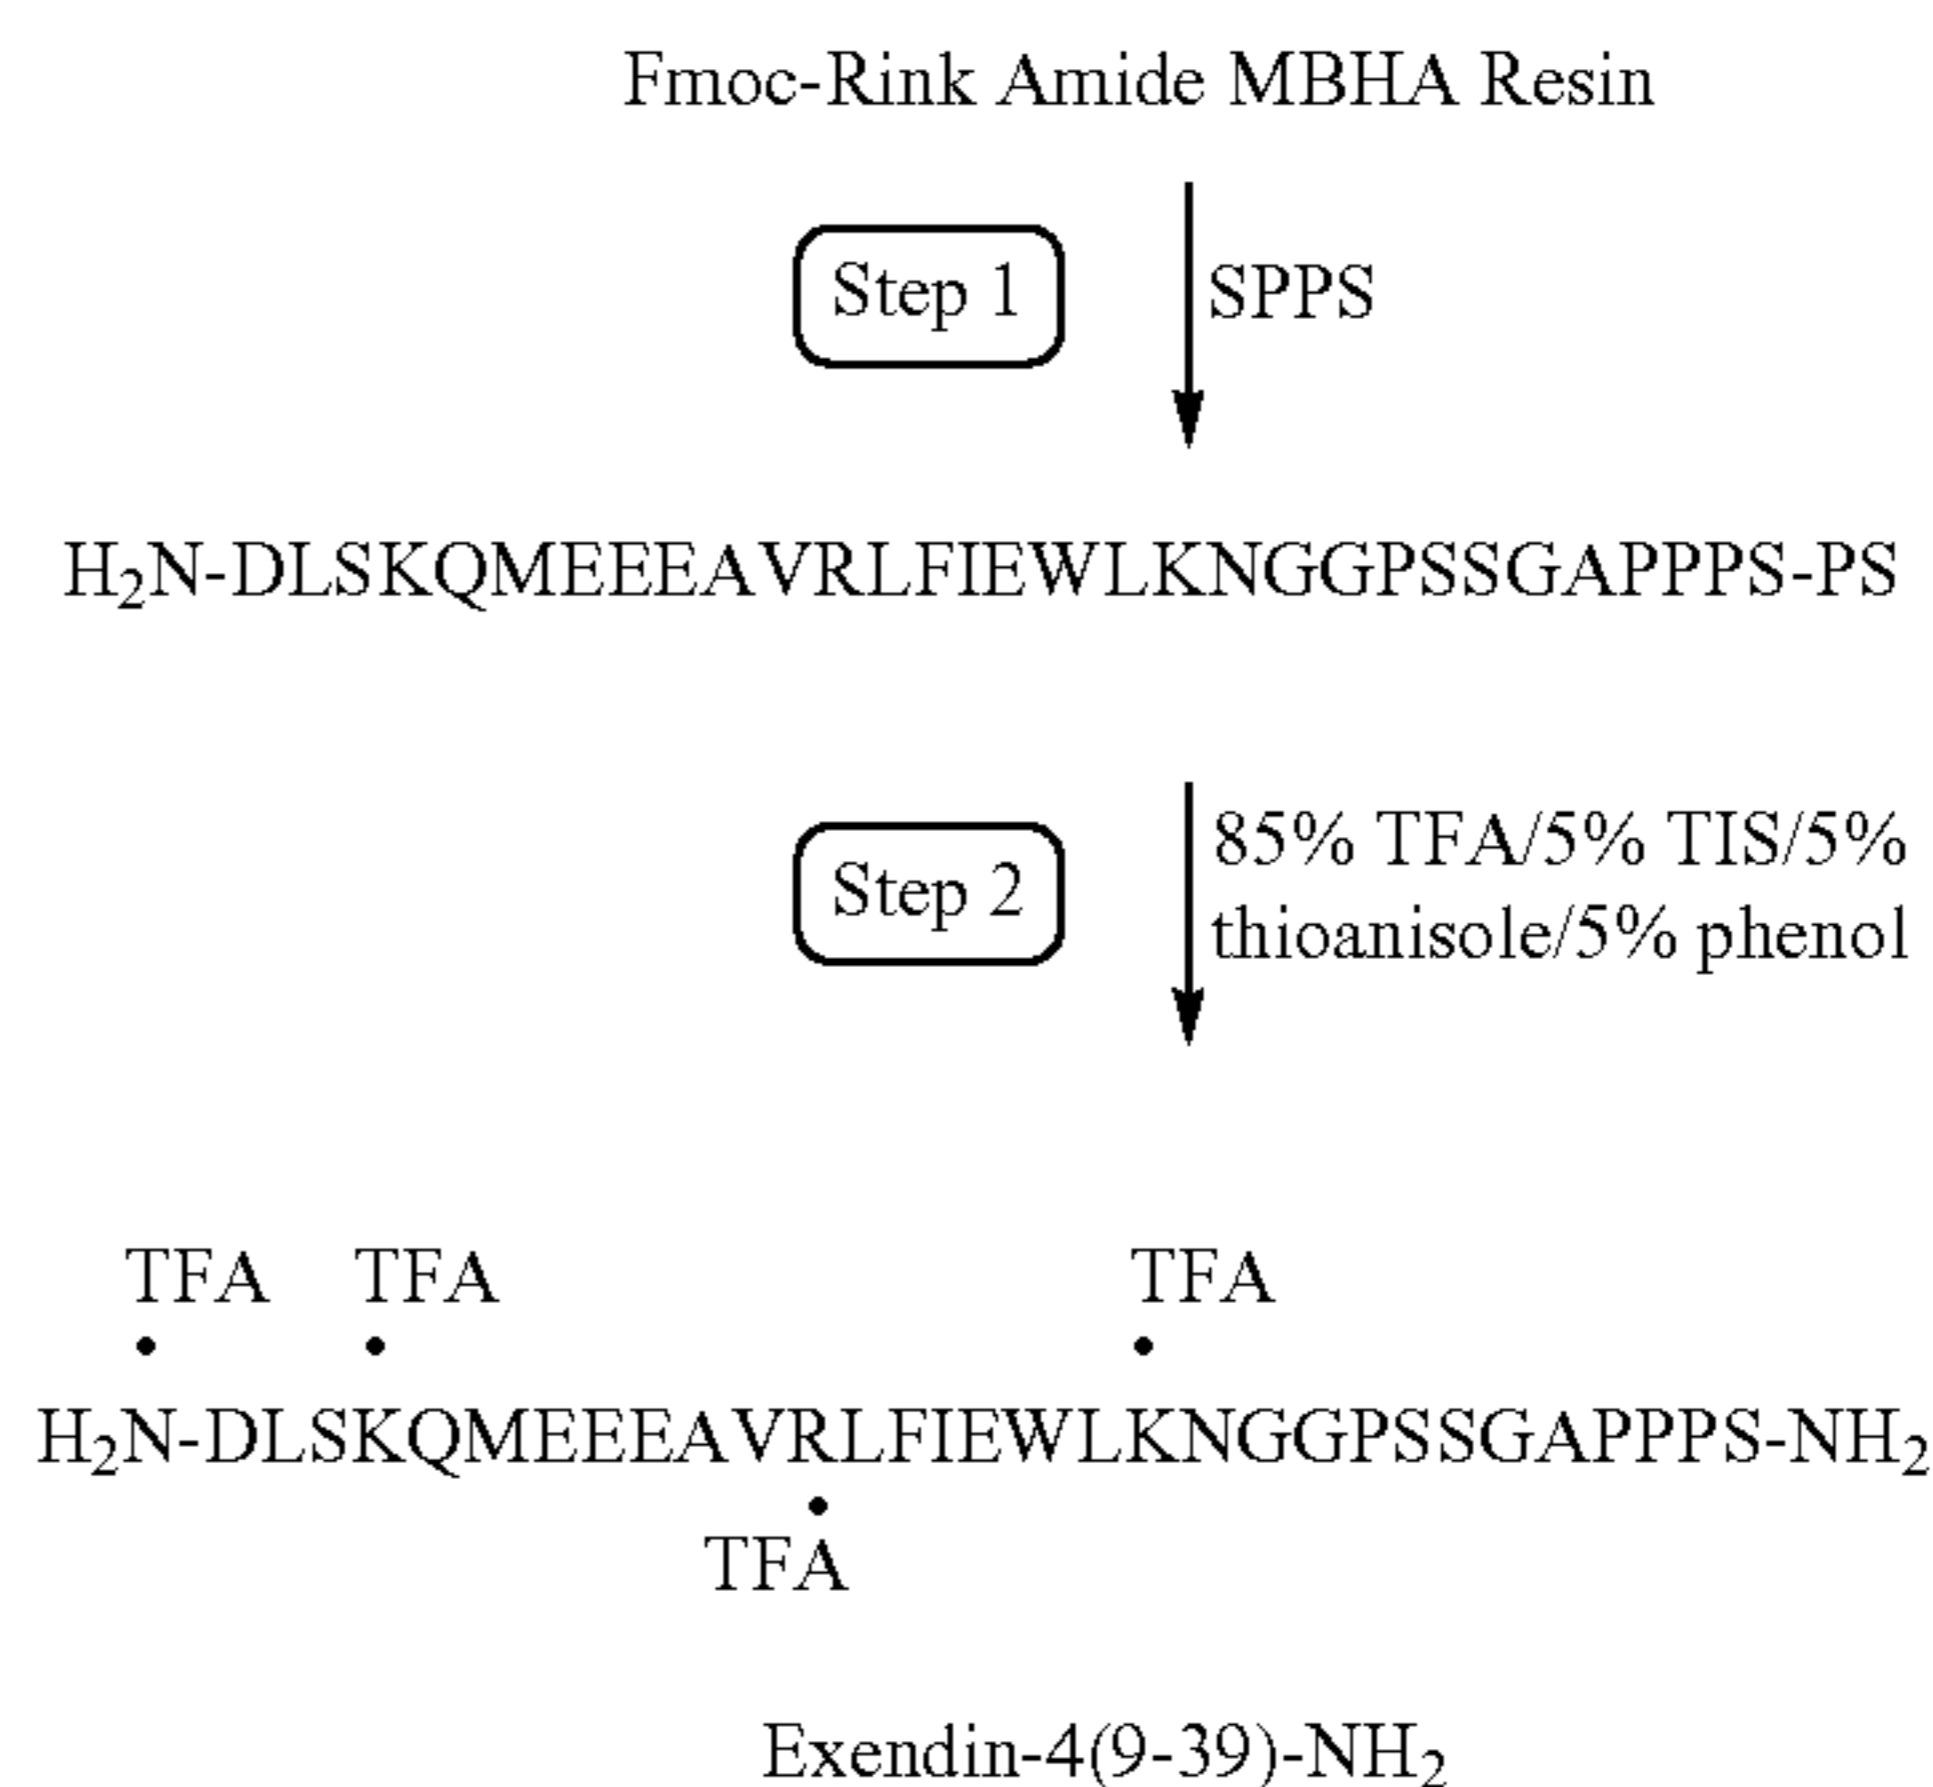 Fmoc-Rink Amide MBHA Resin
Step 1
SPPS
H₂N-DLSKQMEEEAVRLFIEWLKNGGPSSGAPPPS-PS
Step 2
85% TFA/5% TIS/5%
thioanisole/5% phenol
TFA TFA TFA
• • •
H₂N-DLSKQMEEEAVRLFIEWLKNGGPSSGAPPPS-NH₂
•
TFA
Exendin-4(9-39)-NH₂